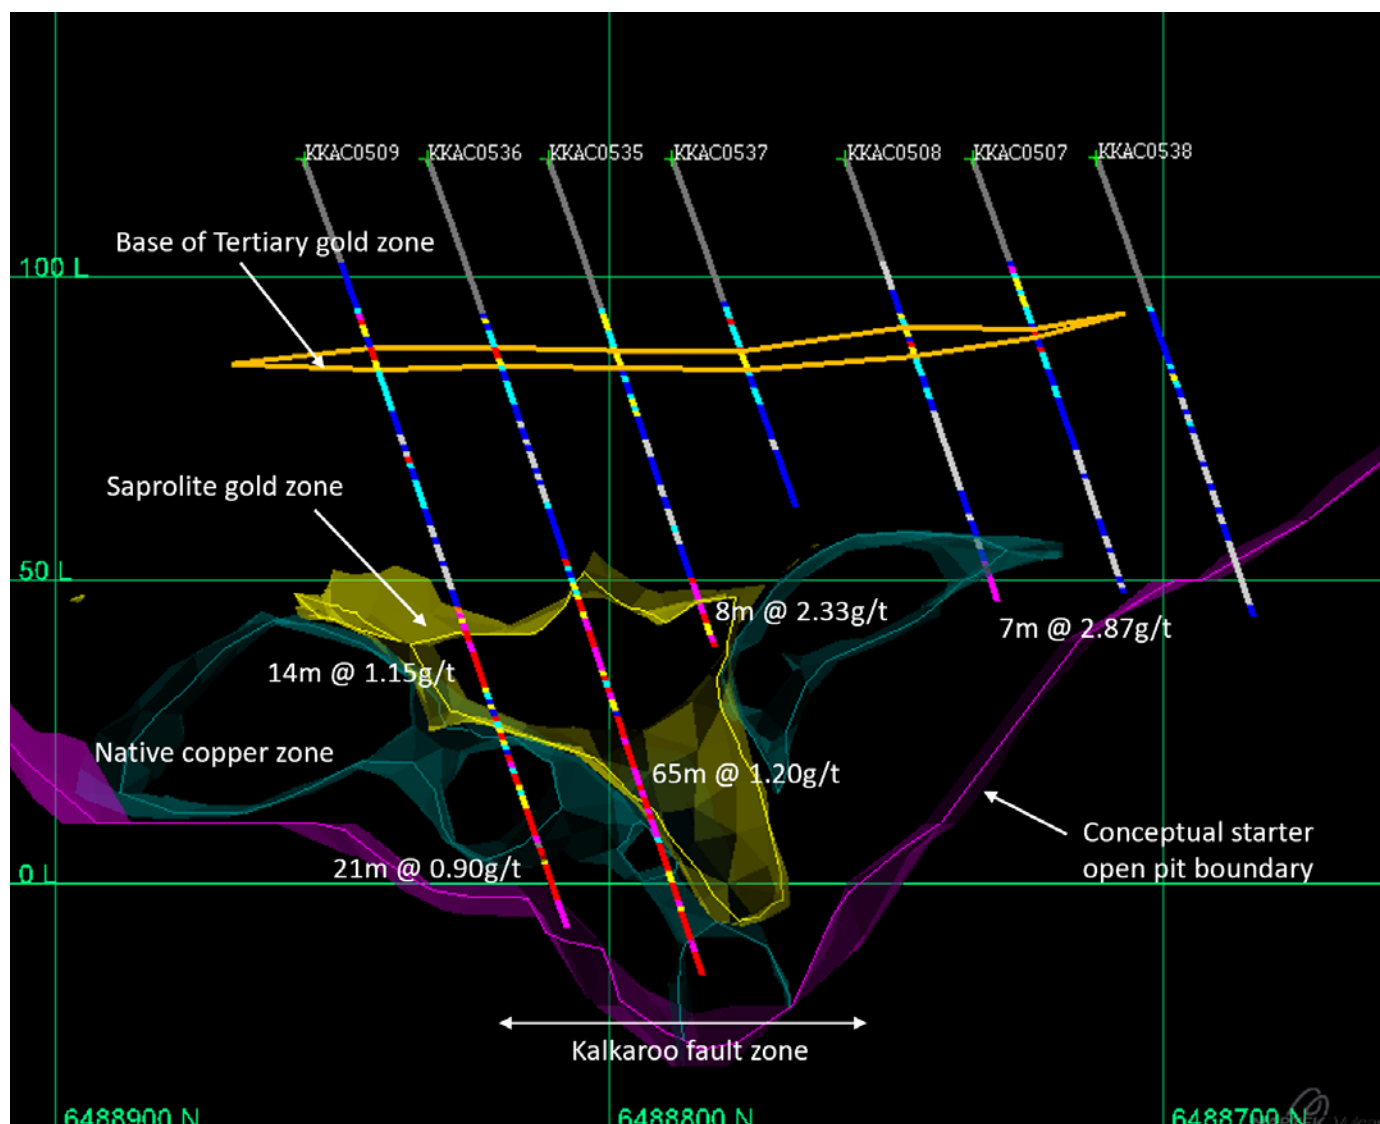 KKAC0509 KKAC0536 KKAC0535 KKAC0537 KKAC0508 KKAC0507 KKAC0538
Base of Tertiary gold zone
100 L
Saprolite gold zone
50 L
8m @ 2.33g/t
7m @ 2.87g/t
14m @ 1.15g/t
Native copper zone
65m @ 1.20g/t
Conceptual starter
open pit boundary
21m @ 0.90g/t
0 L
Kalkaroo fault zone
6488900 N 6488800 N 6488700 N